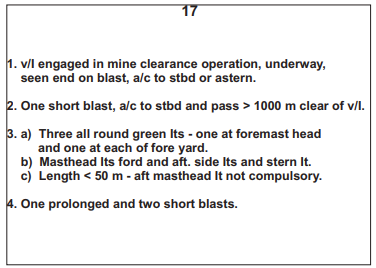 17
1. v/l engaged in mine clearance operation, underway,
seen end on blast, a/c to stbd or astern.
2. One short blast, a/c to stbd and pass > 1000 m clear of v/l.
3. a) Three all round green lts - one at foremast head
and one at each of fore yard.
b) Masthead lts ford and aft. side lts and stern lt.
c) Length < 50 m - aft masthead lt not compulsory.
4. One prolonged and two short blasts.